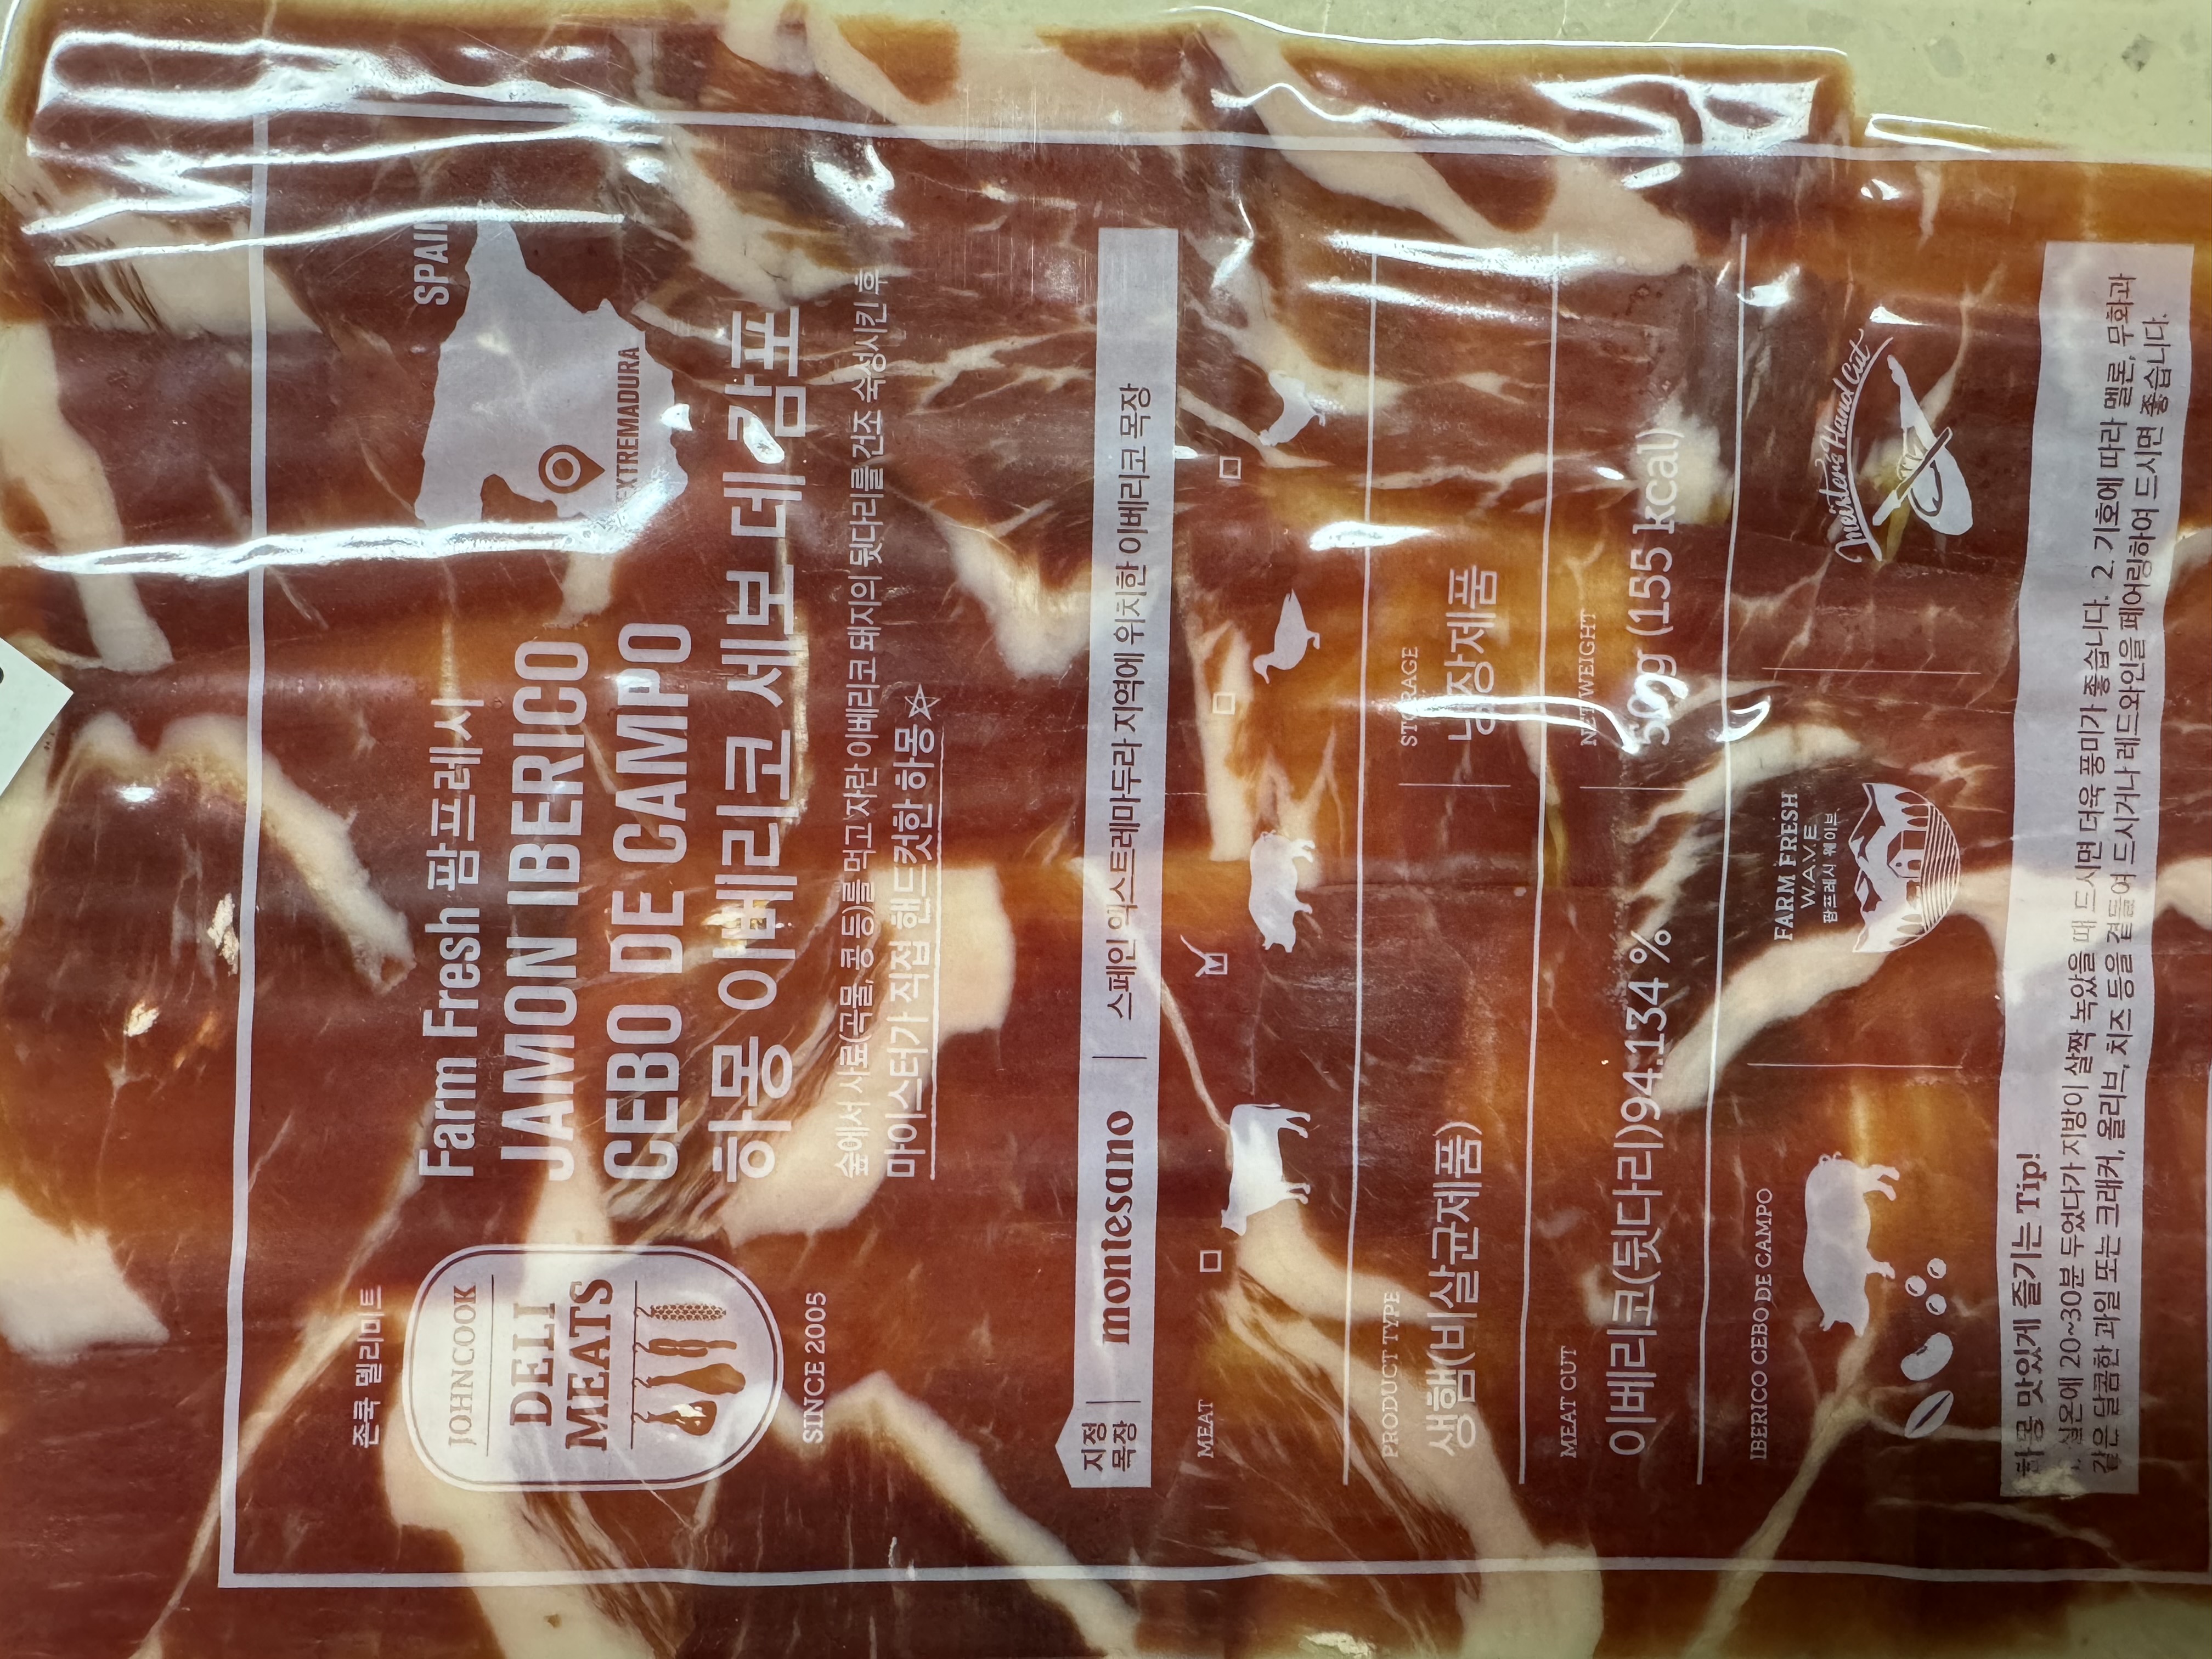 존쿡 델리미트
JOHNCOOK
DELI
MEATS
SINCE 2005
Farm Fresh 팜프레시
JAMON IBERICO
CEBO DE CAMPO
하몽 이베리코 세보 데 캄포
숲에서 사료(곡물, 콩 등)를 먹고 자란 이베리코 돼지의 뒷다리를 건조 숙성시킨 후
마이스터가 직접 핸드컷한 하몽
SPAIN
EXTREMADURA
지정
목장
montesano
스페인 익스트레마두라 지역에 위치한 이베리코 목장
MEAT
PRODUCT TYPE
생햄(비살균제품)
STORAGE
냉장제품
MEAT CUT
이베리코(뒷다리)94.134 %
NET WEIGHT
50g (155 kcal)
IBERICO CEBO DE CAMPO
FARM FRESH
W.A.V.E
팜프레시 웨이브
Meister's Hand Cut
하몽 맛있게 즐기는 Tip!
1. 실온에 20~30분 두었다가 지방이 살짝 녹았을 때 드시면 더욱 풍미가 좋습니다. 2. 기호에 따라 멜론, 무화과
같은 달콤한 과일 또는 크래커, 올리브, 치즈 등을 곁들여 드시거나 레드와인을 페어링하여 드시면 좋습니다.